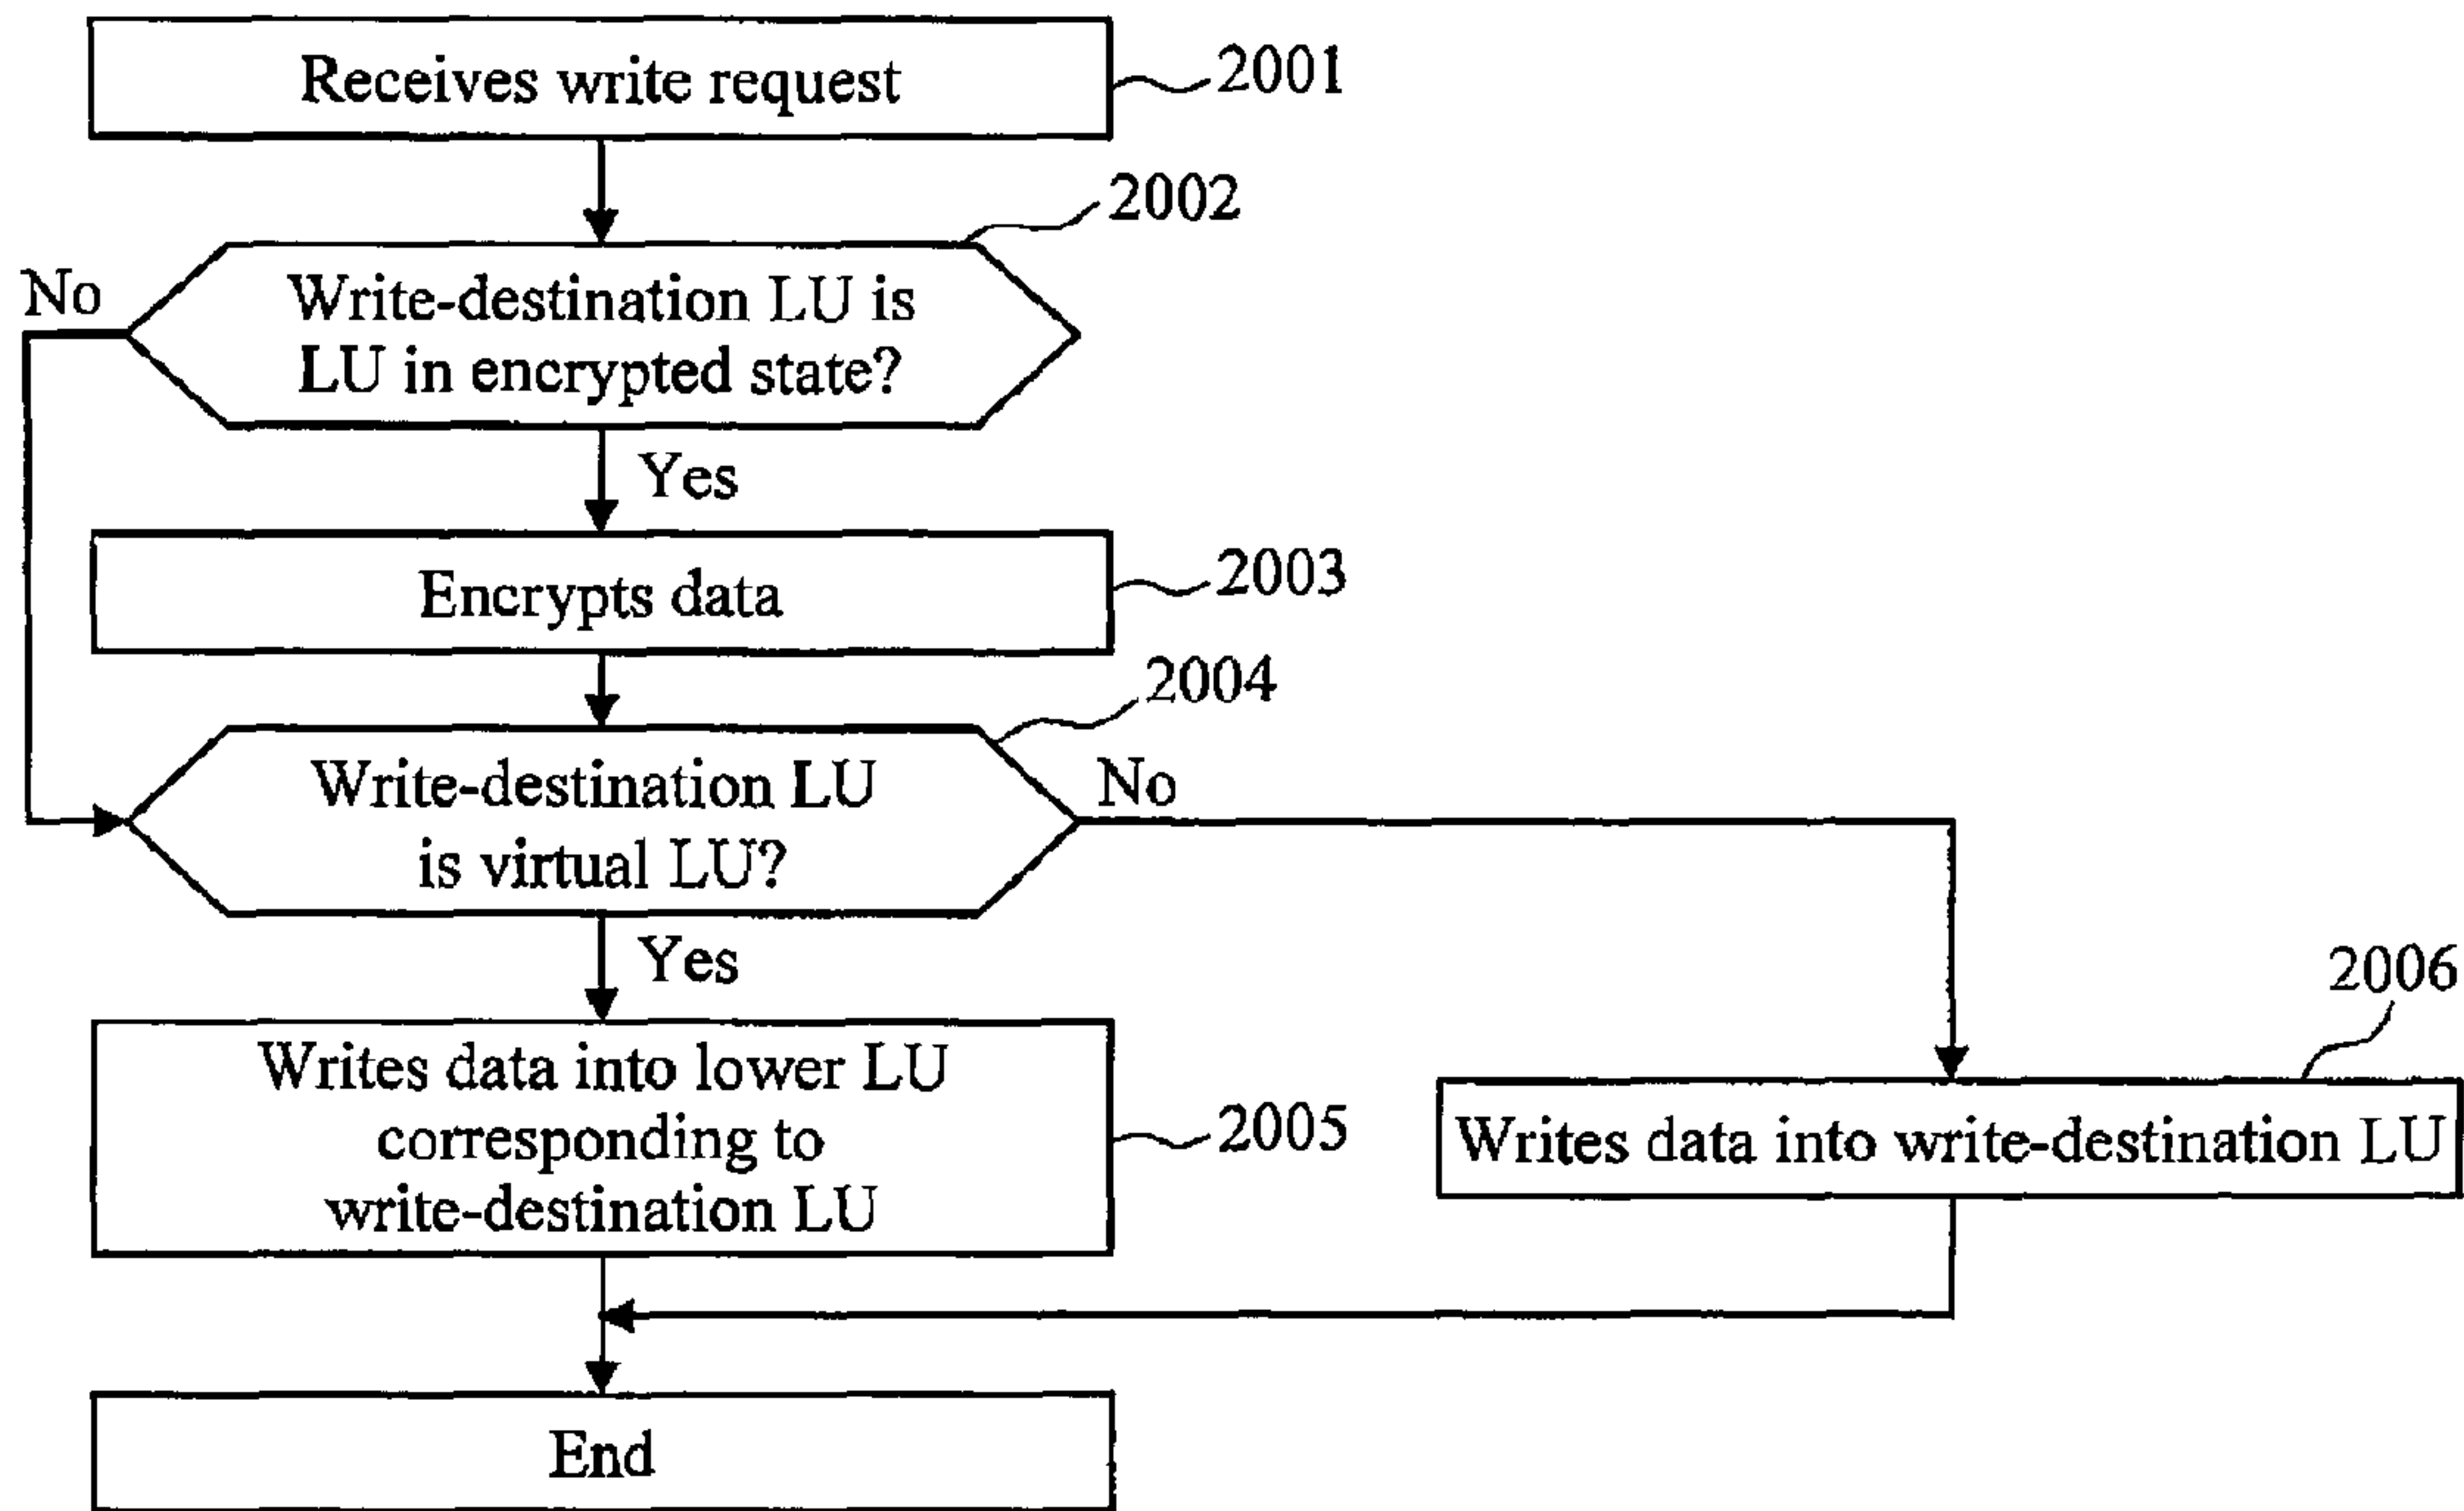 Receives write request
2001
2002
No
Write-destination LU is
LU in encrypted state?
Yes
Encrypts data
2003
2004
Write-destination LU
is virtual LU?
No
Yes
2006
Writes data into lower LU
corresponding to
write-destination LU
2005
Writes data into write-destination LU
End